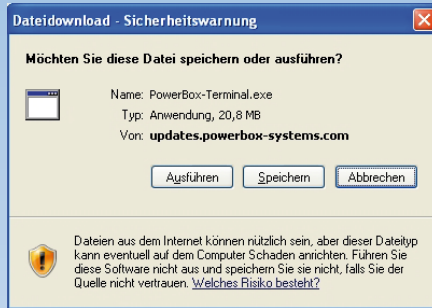 Dateidownload - Sicherheitswarnung
Möchten Sie diese Datei speichern oder ausführen?
Name: PowerBox-Terminal.exe
Typ: Anwendung, 20,8 MB
Von: updates.powerbox-systems.com
Ausführen Speichern Abbrechen
Dateien aus dem Internet können nützlich sein, aber dieser Dateityp
kann eventuell auf dem Computer Schaden anrichten. Führen Sie
diese Software nicht aus und speichern Sie sie nicht, falls Sie der
Quelle nicht vertrauen. Welches Risiko besteht?